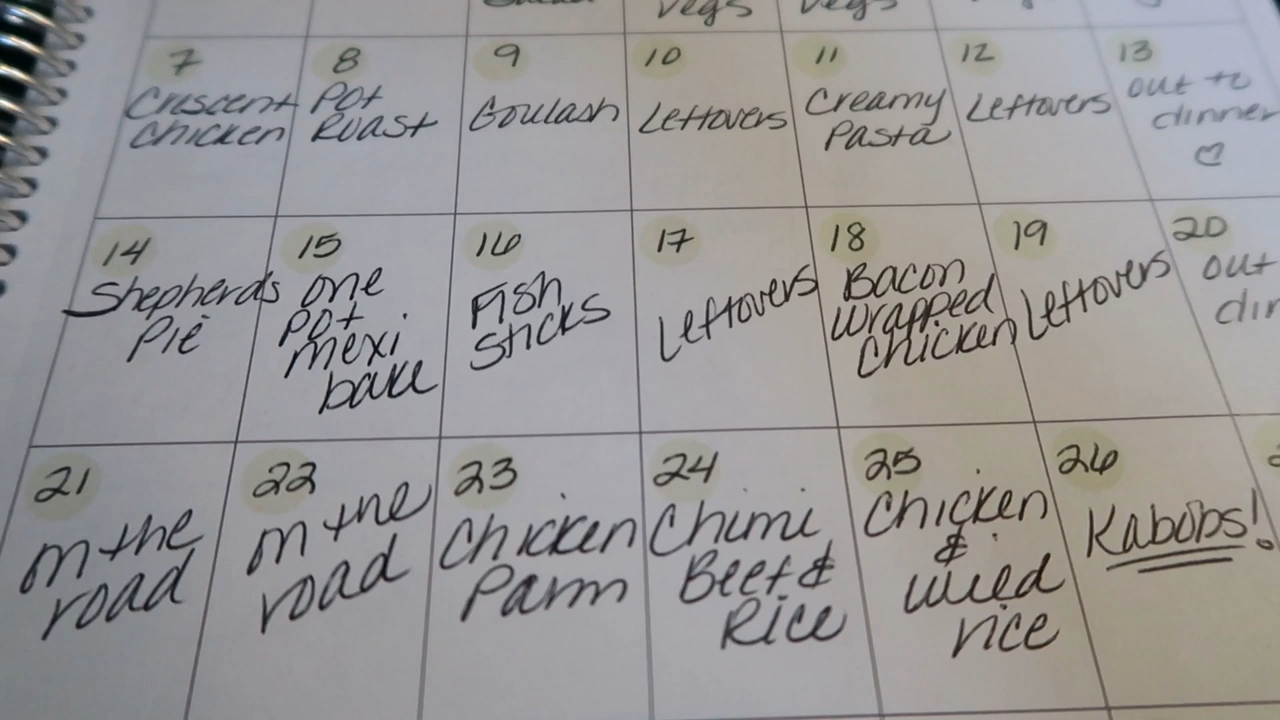 vegs
vegs
7
Crescent
Chicken
8
Pot
Roast
9
Goulash
10
Leftovers
11
Creamy
Pasta
12
Leftovers
13
out to
dinner
14
Shepherd's
Pie
15
one
pot
mexi
bake
16
Fish
Sticks
17
Leftovers
18
Bacon
wrapped
Chicken
19
Leftovers
20
out
21
on the
road
22
on the
road
23
Chicken
Parm
24
Chimi
Beef &
Rice
25
Chicken
&
wild
rice
26
Kabobs!